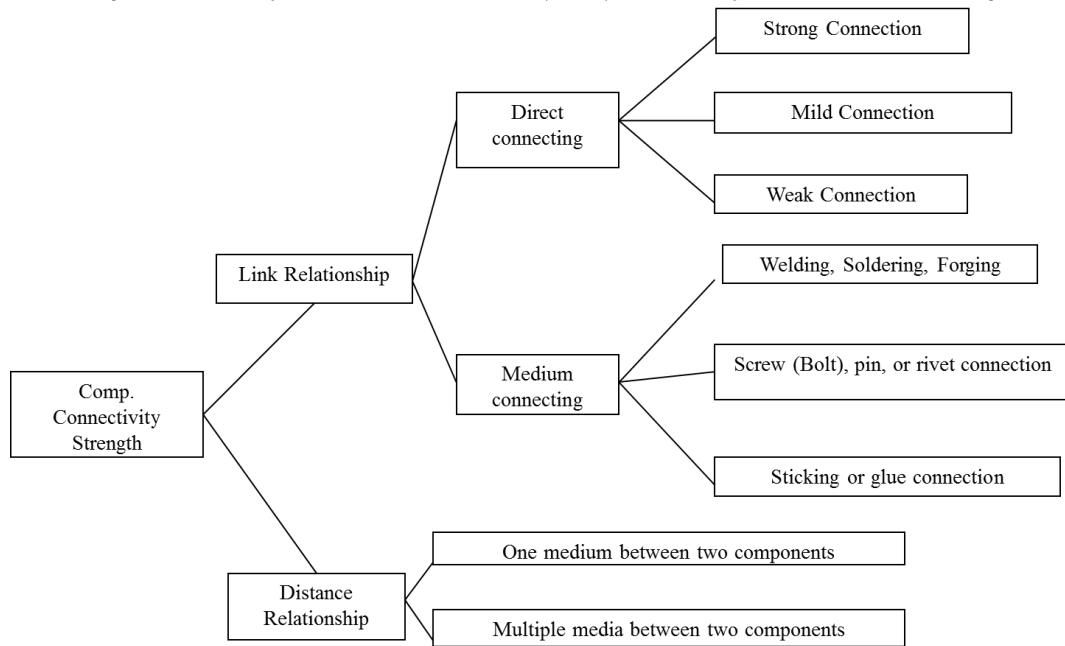 Strong Connection
Direct
connecting
Mild Connection
Weak Connection
Link Relationship
Welding, Soldering, Forging
Medium
connecting
Screw (Bolt), pin, or rivet connection
Comp.
Connectivity
Strength
Sticking or glue connection
One medium between two components
Distance
Relationship
Multiple media between two components